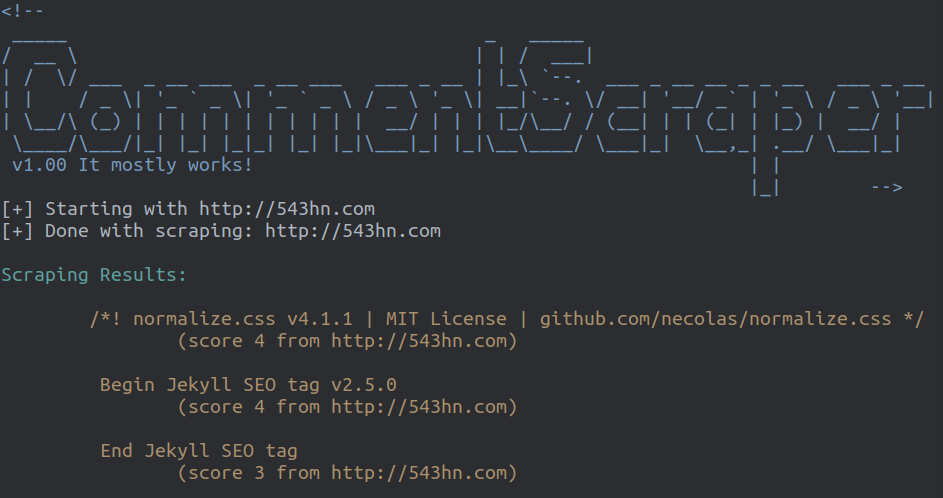 <!--
CommentScraper
v1.00 It mostly works!
-->
[+] Starting with http://543hn.com
[+] Done with scraping: http://543hn.com
Scraping Results:
/*! normalize.css v4.1.1 | MIT License | github.com/necolas/normalize.css */
(score 4 from http://543hn.com)
Begin Jekyll SEO tag v2.5.0
(score 4 from http://543hn.com)
End Jekyll SEO tag
(score 3 from http://543hn.com)